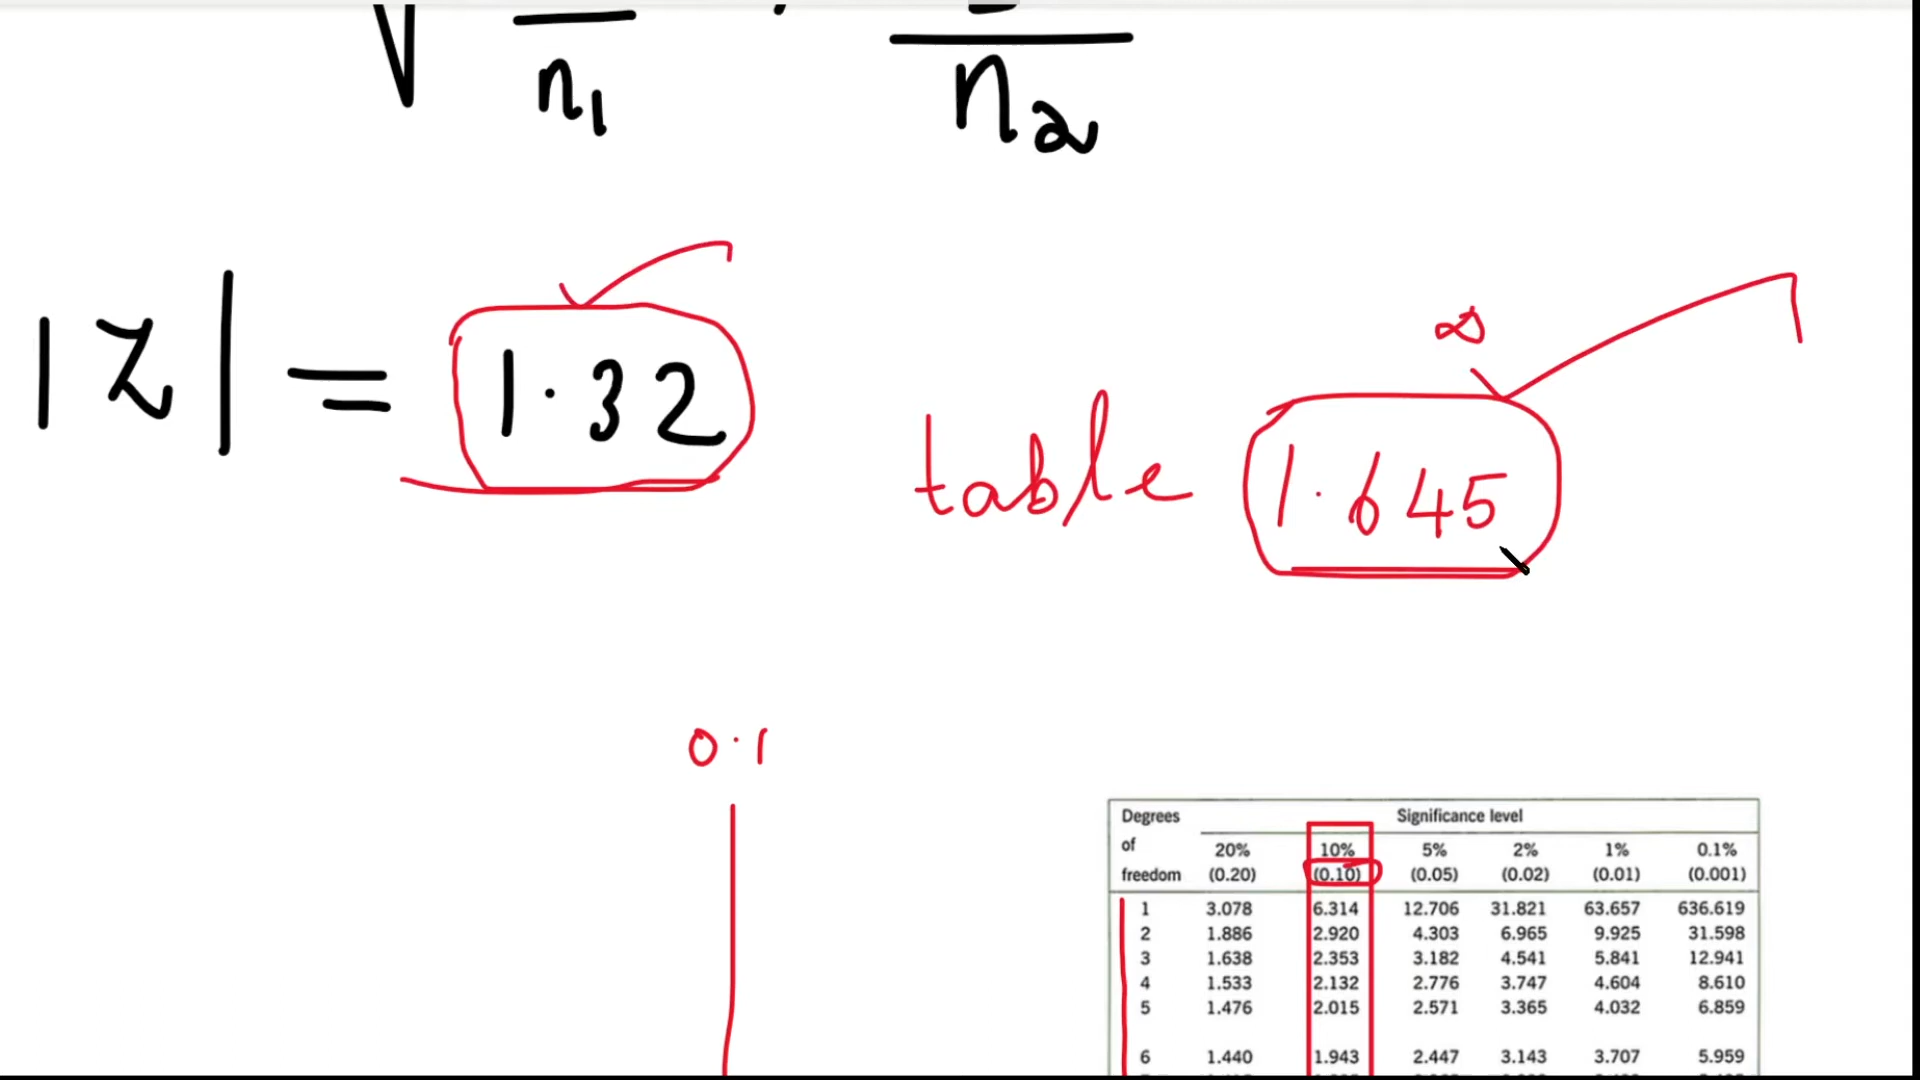 n1
n2
|Z| = 1.32
∞
table 1.645
0.1
Degrees of freedom Significance level
20% 10% 5% 2% 1% 0.1%
(0.20) (0.10) (0.05) (0.02) (0.01) (0.001)
1 3.078 6.314 12.706 31.821 63.657 636.619
2 1.886 2.920 4.303 6.965 9.925 31.598
3 1.638 2.353 3.182 4.541 5.841 12.941
4 1.533 2.132 2.776 3.747 4.604 8.610
5 1.476 2.015 2.571 3.365 4.032 6.859
6 1.440 1.943 2.447 3.143 3.707 5.959